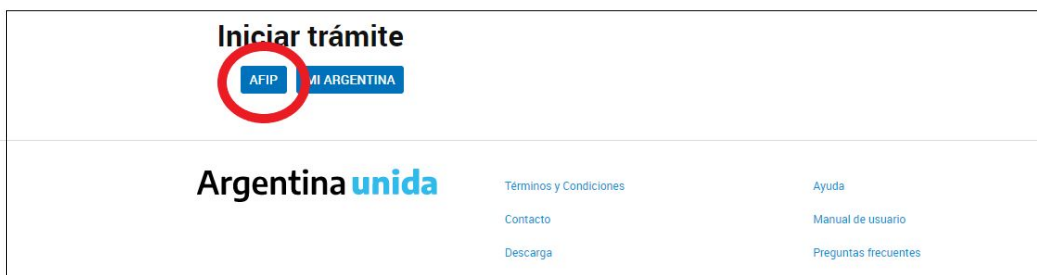 Iniciar trámite
AFIP MI ARGENTINA
Argentina unida
Términos y Condiciones
Contacto
Descarga
Ayuda
Manual de usuario
Preguntas frecuentes